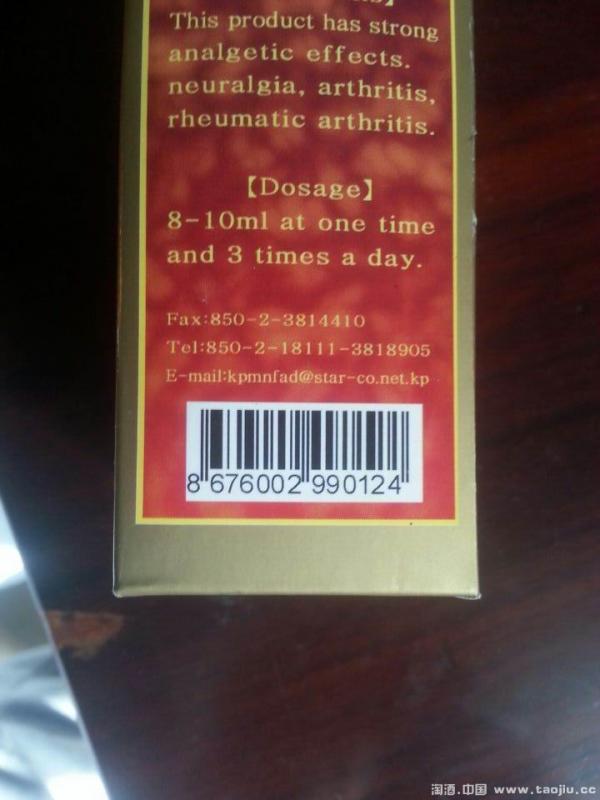 This product has strong
analgetic effects.
neuralgia, arthritis,
rheumatic arthritis.
【Dosage】
8-10ml at one time
and 3 times a day.
Fax:850-2-3814410
Tel:850-2-18111-3818905
E-mail:kpmnfad@star-co.net.kp
8 676002 990124
淘酒.中国 www.taojiu.cc